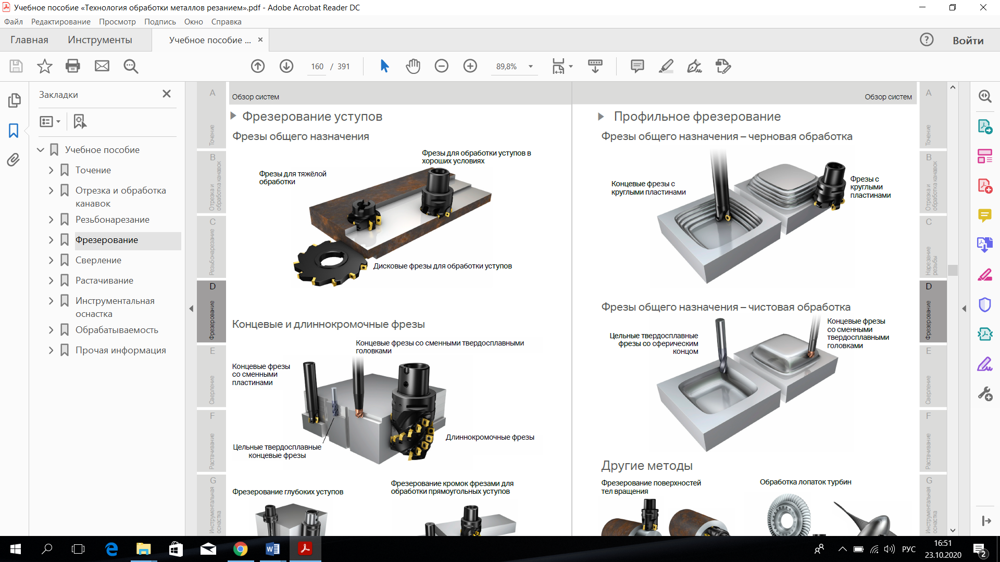 Учебное пособие «Технология обработки металлов резанием».pdf - Adobe Acrobat Reader DC
Файл Редактирование Просмотр Подпись Окно Справка
Главная Инструменты Учебное пособие ... × ? Войти
160 / 391 89,8%
Закладки
Учебное пособие
Точение
Отрезка и обработка
канавок
Резьбонарезание
Фрезерование
Сверление
Растачивание
Инструментальная
оснастка
Обрабатываемость
Прочая информация
A
Точение
B
Отрезка и
обработка канавок
C
Резьбонарезание
D
Фрезерование
E
Сверление
F
Растачивание
G
Инструментальная
оснастка
Обзор систем
Фрезерование уступов
Фрезы общего назначения
Фрезы для обработки уступов в
хороших условиях
Фрезы для тяжёлой
обработки
Дисковые фрезы для обработки уступов
Концевые и длиннокромочные фрезы
Концевые фрезы со сменными твердосплавными
головками
Концевые фрезы
со сменными
пластинами
Длиннокромочные фрезы
Цельные твердосплавные
концевые фрезы
Фрезерование глубоких уступов
Фрезерование кромок фрезами для
обработки прямоугольных уступов
Обзор систем
Профильное фрезерование
Фрезы общего назначения – черновая обработка
Концевые фрезы с
круглыми пластинами
Фрезы с
круглыми
пластинами
Фрезы общего назначения – чистовая обработка
Цельные твердосплавные
фрезы со сферическим
концом
Концевые фрезы
со сменными
твердосплавными
головками
Другие методы
Фрезерование поверхностей
тел вращения
Обработка лопаток турбин
A
Точение
B
Отрезка и
обработка канавок
C
Нарезание
резьбы
D
Фрезерование
E
Сверление
F
Растачивание
G
Инструментальная
оснастка
РУС
16:51
23.10.2020
2